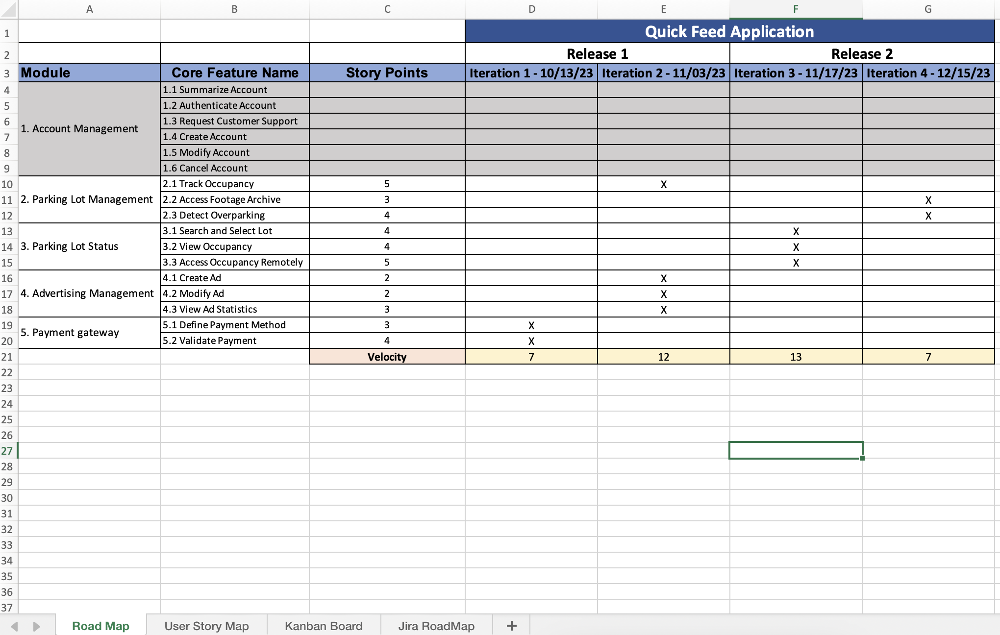 A B C D E F G
1 Quick Feed Application
2 Release 1 Release 2
3 Module Core Feature Name Story Points Iteration 1 - 10/13/23 Iteration 2 - 11/03/23 Iteration 3 - 11/17/23 Iteration 4 - 12/15/23
4 1.1 Summarize Account
5 1.2 Authenticate Account
6 1.3 Request Customer Support
1. Account Management
7 1.4 Create Account
8 1.5 Modify Account
9 1.6 Cancel Account
10 2.1 Track Occupancy 5 X
11 2. Parking Lot Management 2.2 Access Footage Archive 3 X
12 2.3 Detect Overparking 4 X
13 3.1 Search and Select Lot 4 X
14 3. Parking Lot Status 3.2 View Occupancy 4 X
15 3.3 Access Occupancy Remotely 5 X
16 4.1 Create Ad 2 X
17 4. Advertising Management 4.2 Modify Ad 2 X
18 4.3 View Ad Statistics 3 X
19 5.1 Define Payment Method 3 X
5. Payment gateway
20 5.2 Validate Payment 4 X
21 Velocity 7 12 13 7
22
23
24
25
26
27
28
29
30
31
32
33
34
35
36
37
Road Map User Story Map Kanban Board Jira RoadMap +